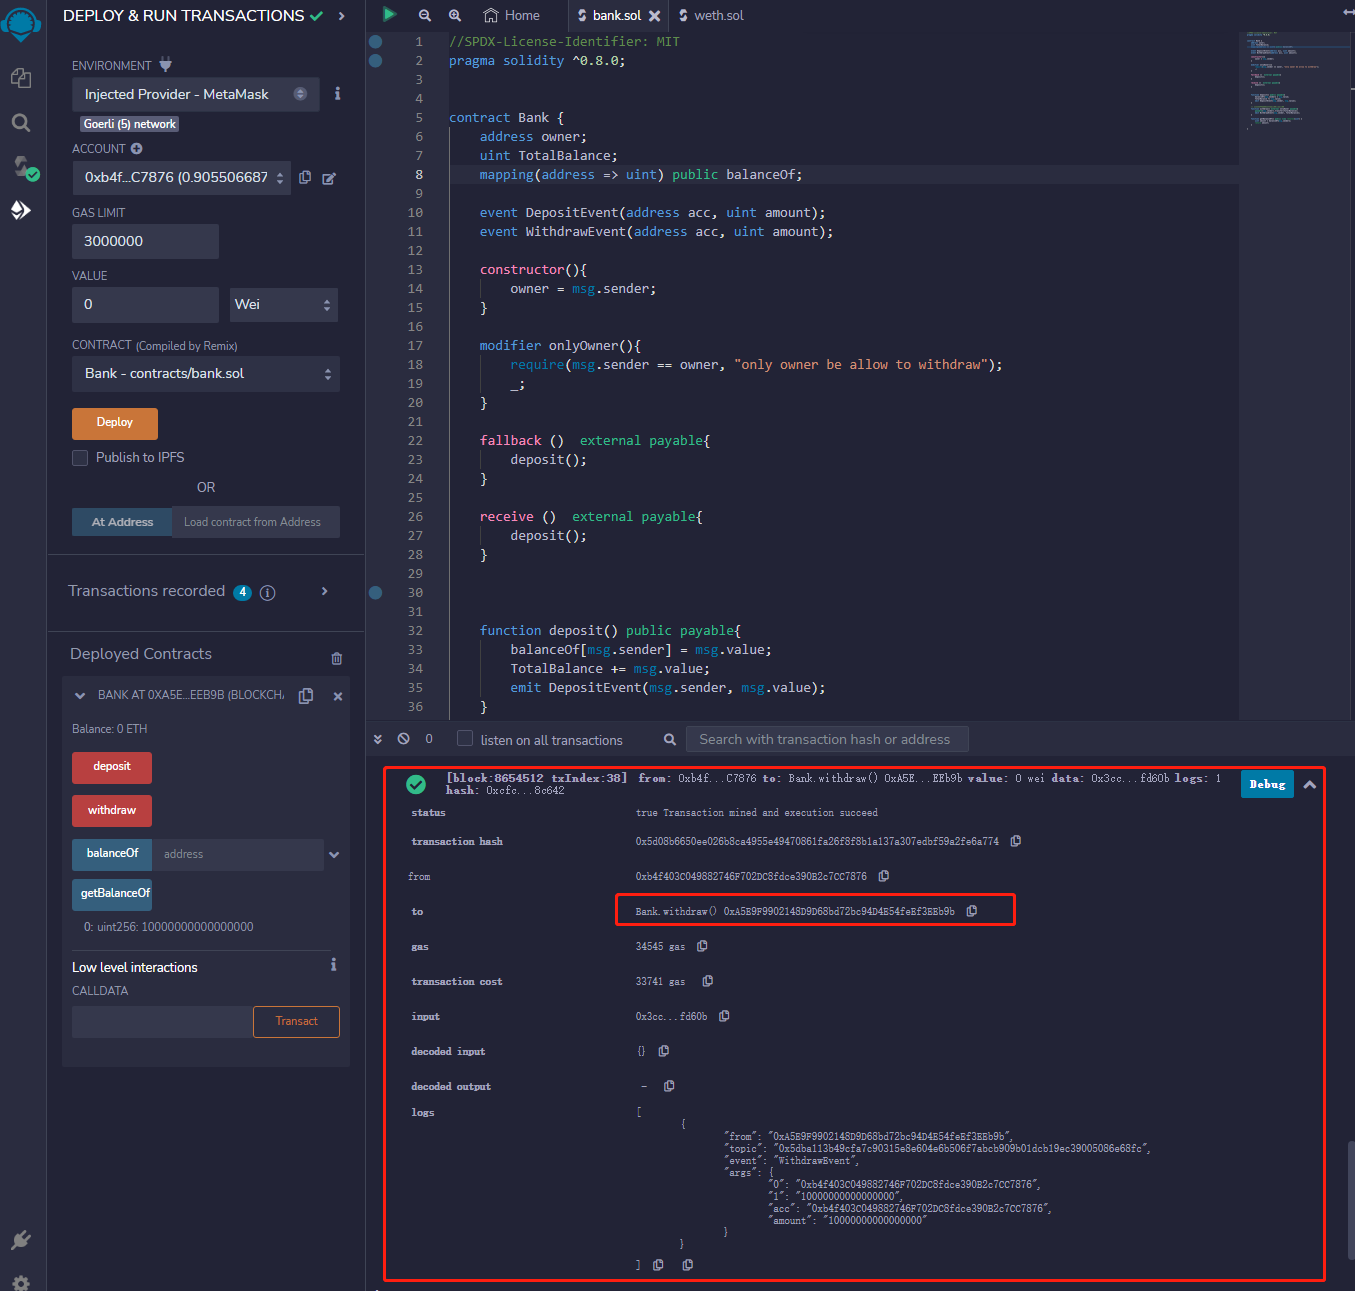 DEPLOY & RUN TRANSACTIONS
ENVIRONMENT
Injected Provider - MetaMask
Goerli (5) network
ACCOUNT
0xb4f...C7876 (0.905506687
GAS LIMIT
3000000
VALUE
0
Wei
CONTRACT (Compiled by Remix)
Bank - contracts/bank.sol
Deploy
Publish to IPFS
OR
At Address
Load contract from Address
Transactions recorded 4
Deployed Contracts
BANK AT 0XA5E...EEB9B (BLOCKCHA
Balance: 0 ETH
deposit
withdraw
balanceOf
address
getBalanceOf
0: uint256: 10000000000000000
Low level interactions
CALLDATA
Transact
Home
bank.sol
weth.sol
1 //SPDX-License-Identifier: MIT
2 pragma solidity ^0.8.0;
3
4
5 contract Bank {
6 address owner;
7 uint TotalBalance;
8 mapping(address => uint) public balanceOf;
9
10 event DepositEvent(address acc, uint amount);
11 event WithdrawEvent(address acc, uint amount);
12
13 constructor(){
14 owner = msg.sender;
15 }
16
17 modifier onlyOwner(){
18 require(msg.sender == owner, "only owner be allow to withdraw");
19 _;
20 }
21
22 fallback () external payable{
23 deposit();
24 }
25
26 receive () external payable{
27 deposit();
28 }
29
30
31
32 function deposit() public payable{
33 balanceOf[msg.sender] = msg.value;
34 TotalBalance += msg.value;
35 emit DepositEvent(msg.sender, msg.value);
36 }
0
listen on all transactions
Search with transaction hash or address
[block:8654512 txIndex:38] from: 0xb4f...C7876 to: Bank.withdraw() 0xA5E...EEb9b value: 0 wei data: 0x3cc...fd60b logs: 1
hash: 0xcfc...8c642
Debug
status true Transaction mined and execution succeed
transaction hash 0x5d08b6650ee026b8ca4955e49470861fa26f8f8b1a137a307edbf59a2fe6a774
from 0xb4f403C049882746F702DC8fdce390B2c7CC7876
to Bank.withdraw() 0xA5E9F9902148D9D68bd72bc94D4E54feEf3EEb9b
gas 34545 gas
transaction cost 33741 gas
input 0x3cc...fd60b
decoded input {}
decoded output -
logs [
{
"from": "0xA5E9F9902148D9D68bd72bc94D4E54feEf3EEb9b",
"topic": "0x5dba113b49cfa7c90315e8e604e6b506f7abcb909b01dcb19ec39005086e68fc",
"event": "WithdrawEvent",
"args": {
"0": "0xb4f403C049882746F702DC8fdce390B2c7CC7876",
"1": "10000000000000000",
"acc": "0xb4f403C049882746F702DC8fdce390B2c7CC7876",
"amount": "10000000000000000"
}
}
]